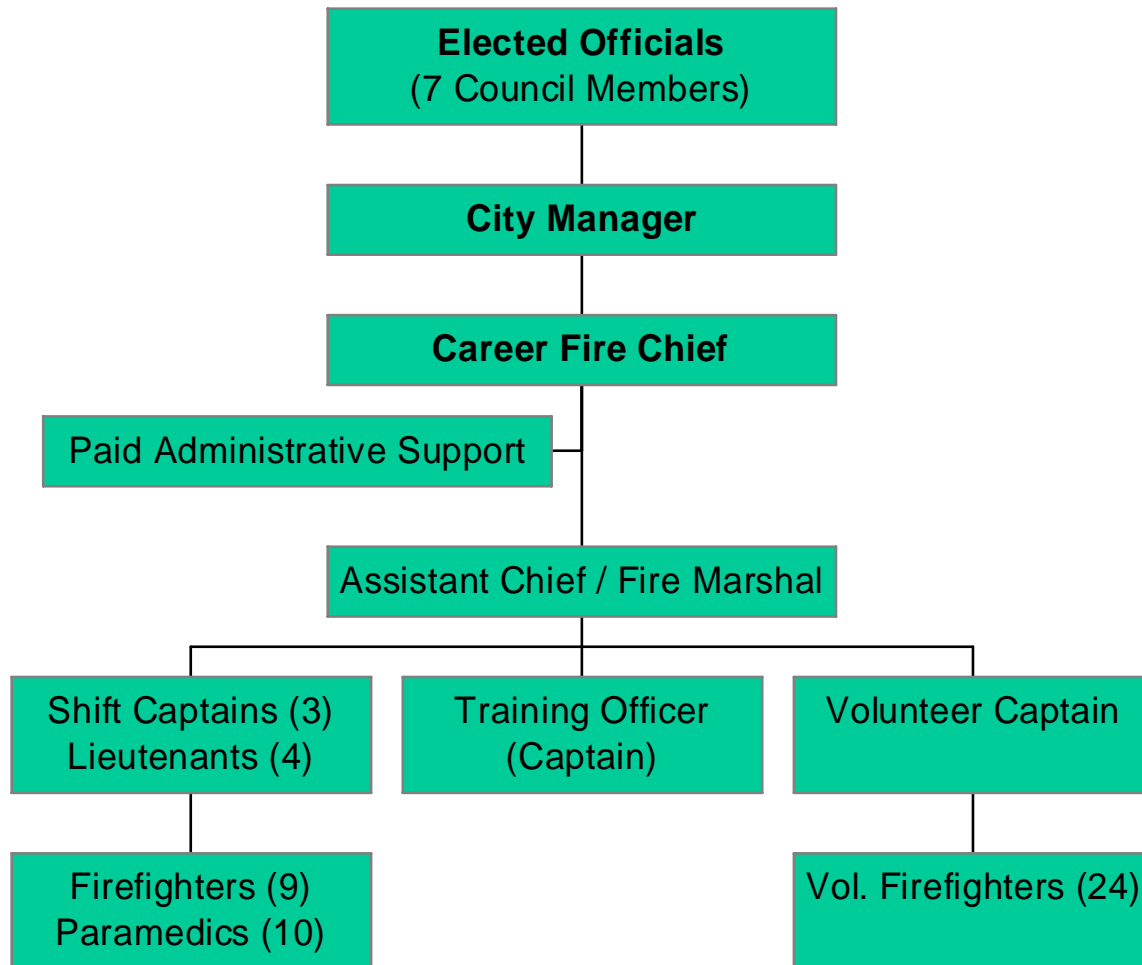 Elected Officials
(7 Council Members)
City Manager
Career Fire Chief
Paid Administrative Support
Assistant Chief / Fire Marshal
Shift Captains (3)
Lieutenants (4)
Training Officer
(Captain)
Volunteer Captain
Firefighters (9)
Paramedics (10)
Vol. Firefighters (24)